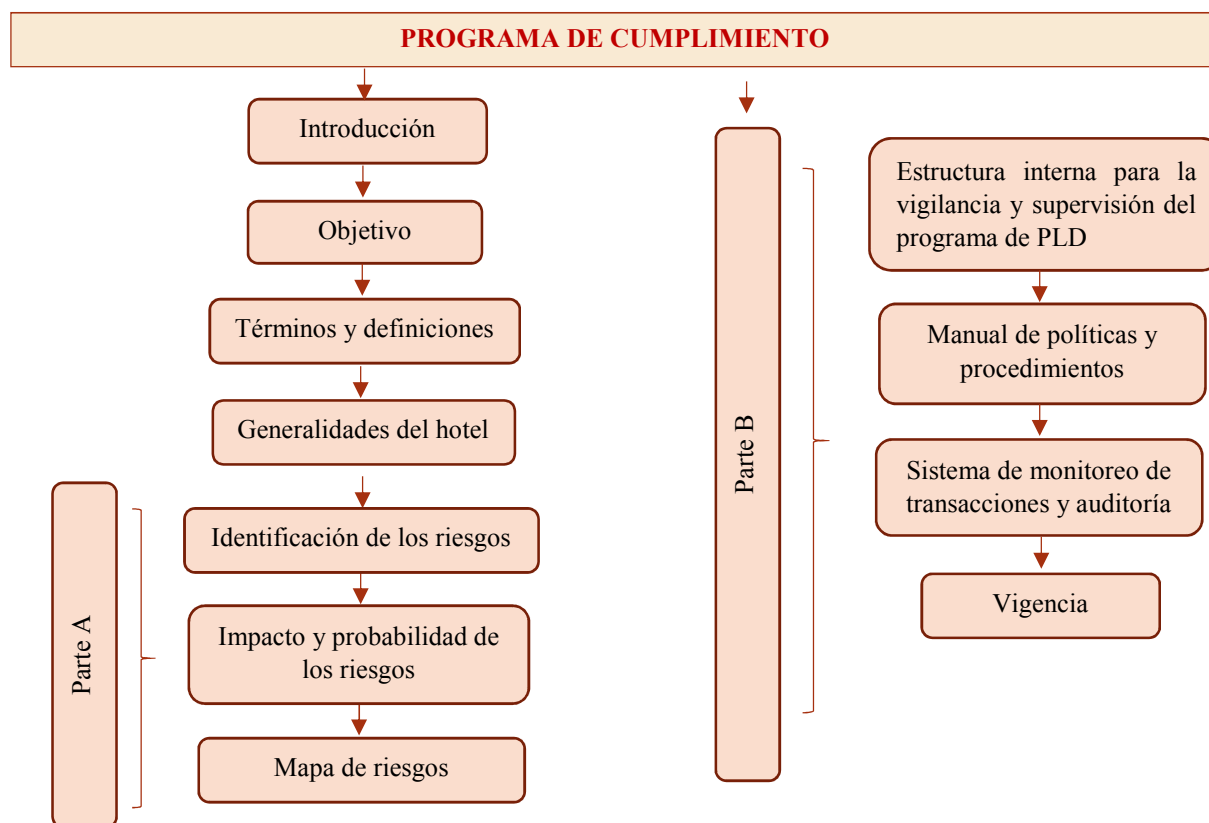 PROGRAMA DE CUMPLIMIENTO
Introducción
Objetivo
Términos y definiciones
Generalidades del hotel
Parte A
Identificación de los riesgos
Impacto y probabilidad de
los riesgos
Mapa de riesgos
Parte B
Estructura interna para la
vigilancia y supervisión del
programa de PLD
Manual de políticas y
procedimientos
Sistema de monitoreo de
transacciones y auditoría
Vigencia